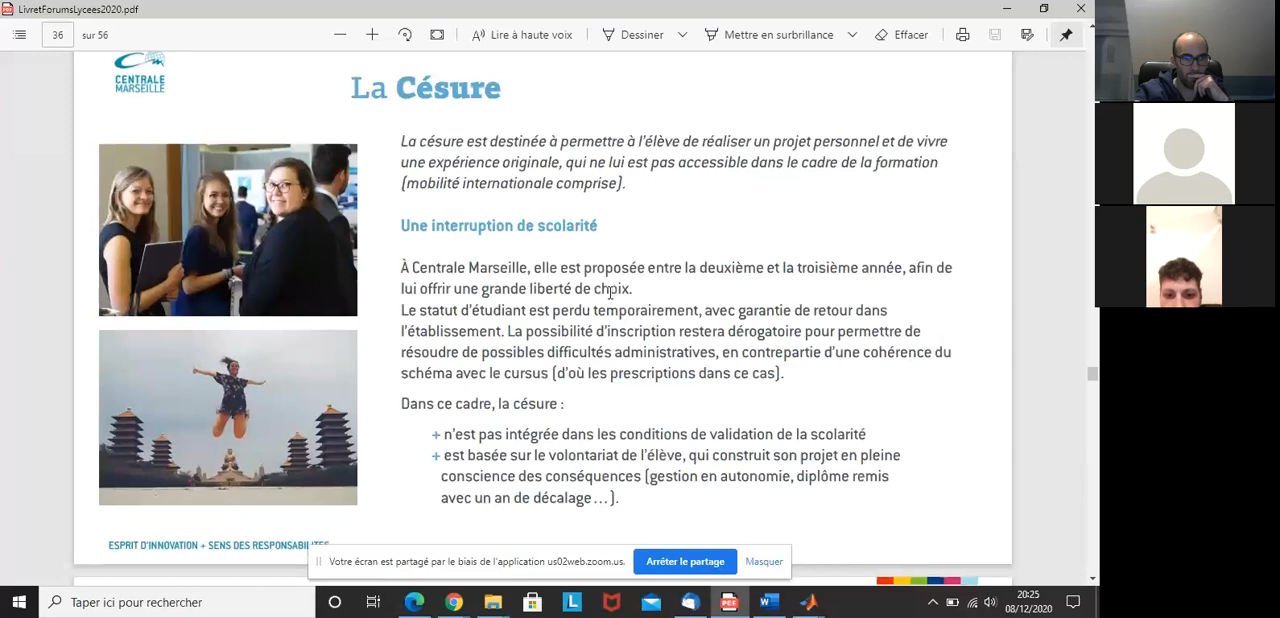 LivretForumsLycees2020.pdf
36 sur 56
Lire à haute voix
Dessiner
Mettre en surbrillance
Effacer
CENTRALE
MARSEILLE
La Césure
La césure est destinée à permettre à l'élève de réaliser un projet personnel et de vivre
une expérience originale, qui ne lui est pas accessible dans le cadre de la formation
(mobilité internationale comprise).
Une interruption de scolarité
À Centrale Marseille, elle est proposée entre la deuxième et la troisième année, afin de
lui offrir une grande liberté de choix.
Le statut d'étudiant est perdu temporairement, avec garantie de retour dans
l'établissement. La possibilité d'inscription restera dérogatoire pour permettre de
résoudre de possibles difficultés administratives, en contrepartie d'une cohérence du
schéma avec le cursus (d'où les prescriptions dans ce cas).
Dans ce cadre, la césure :
+ n'est pas intégrée dans les conditions de validation de la scolarité
+ est basée sur le volontariat de l'élève, qui construit son projet en pleine
conscience des conséquences (gestion en autonomie, diplôme remis
avec un an de décalage...).
ESPRIT D'INNOVATION + SENS DES RESPONSABILITES
Votre écran est partagé par le biais de l'application us02web.zoom.us.
Arrêter le partage
Masquer
Taper ici pour rechercher
20:25
08/12/2020